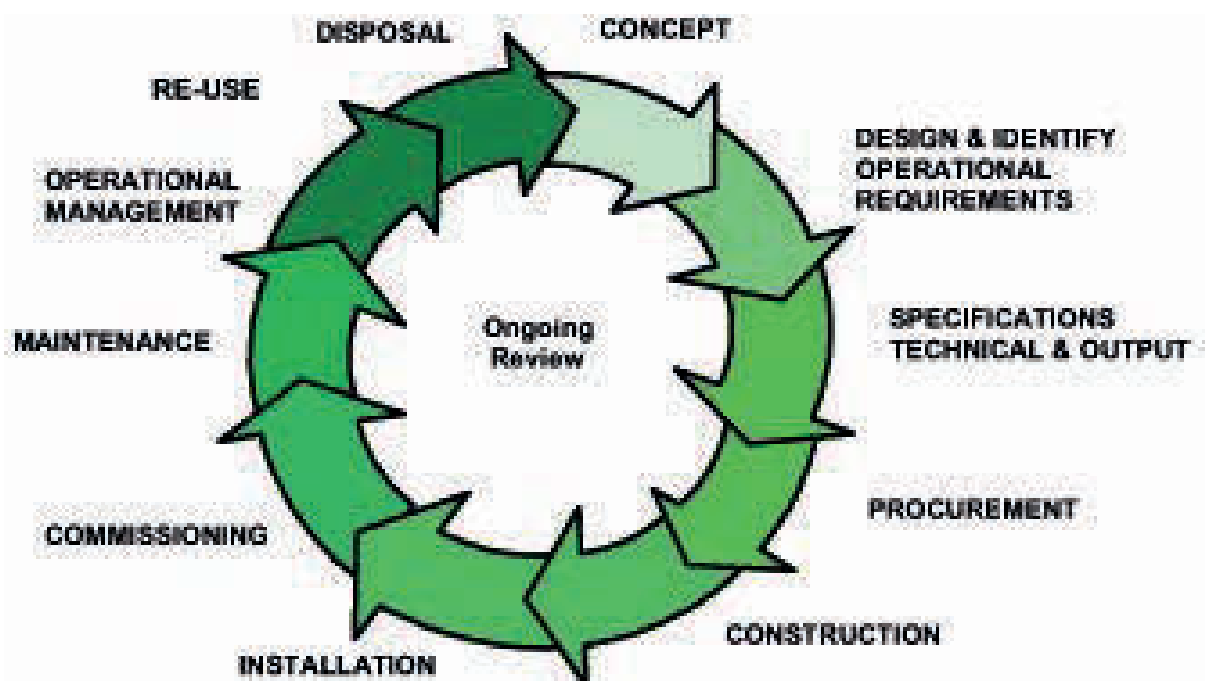 DISPOSAL
CONCEPT
RE-USE
DESIGN & IDENTIFY
OPERATIONAL
REQUIREMENTS
OPERATIONAL
MANAGEMENT
SPECIFICATIONS
TECHNICAL & OUTPUT
Ongoing
Review
MAINTENANCE
PROCUREMENT
COMMISSIONING
CONSTRUCTION
INSTALLATION